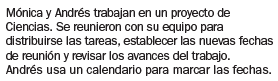 Mónica y Andrés trabajan en un proyecto de
Ciencias. Se reunieron con su equipo para
distribuirse las tareas, establecer las nuevas fechas
de reunión y revisar los avances del trabajo.
Andrés usa un calendario para marcar las fechas.